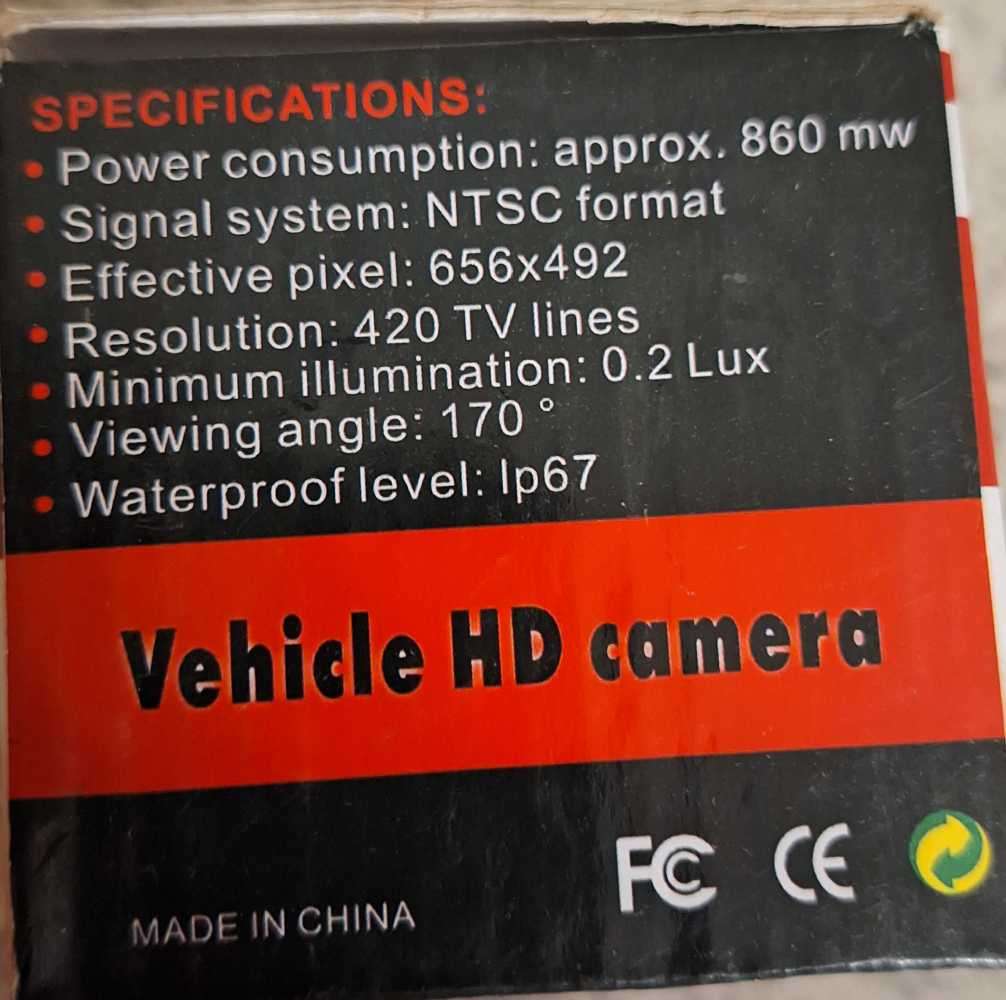 SPECIFICATIONS:
• Power consumption: approx. 860 mw
• Signal system: NTSC format
• Effective pixel: 656x492
• Resolution: 420 TV lines
• Minimum illumination: 0.2 Lux
• Viewing angle: 170 °
• Waterproof level: Ip67
Vehicle HD camera
FC CE
MADE IN CHINA